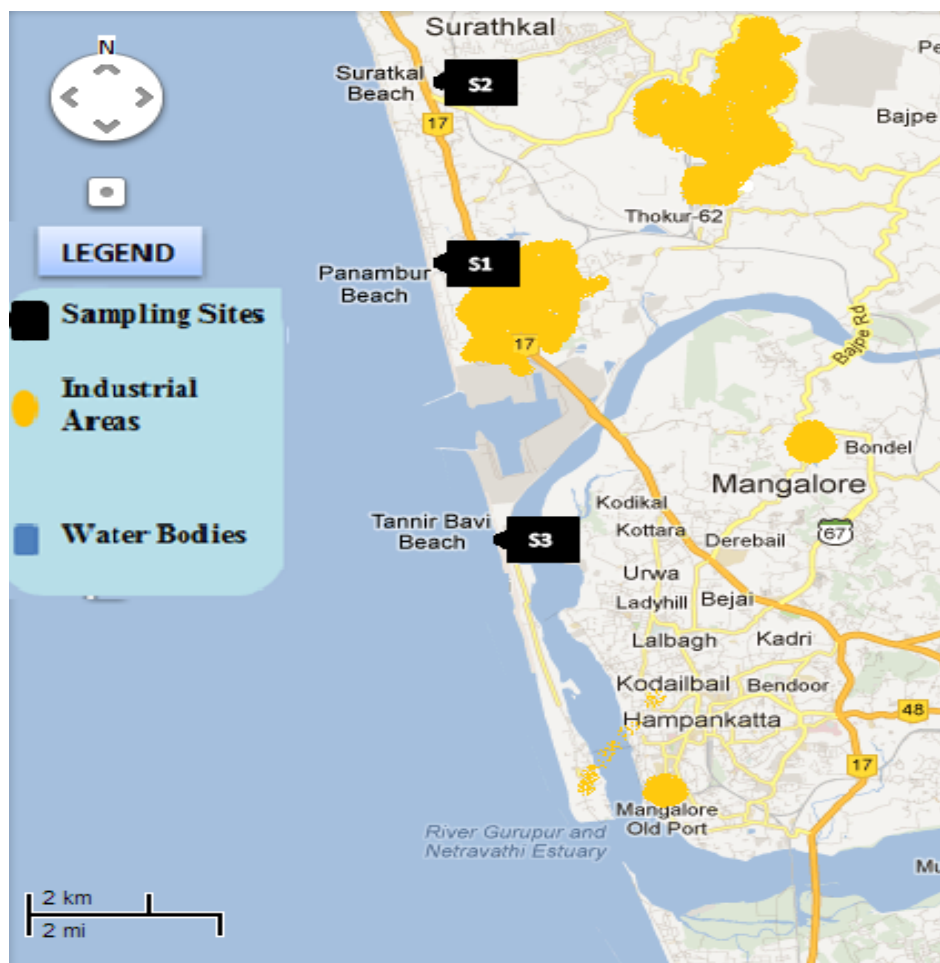 N
Surathkal
Suratkal
Beach
S2
17
Pe
Bajpe
Thokur-62
LEGEND
Sampling Sites
Industrial
Areas
Water Bodies
Panambur
Beach
S1
17
Bajpe Rd
Bondel
Mangalore
Kodikal
Tannir Bavi
Beach
S3
Kottara
Derebail
67
Urwa
Ladyhill
Bejai
Lalbagh
Kadri
Kodailbail
Bendoor
48
Hampankatta
17
Mangalore
Old Port
River Gurupur and
Netravathi Estuary
Mu
2 km
2 mi